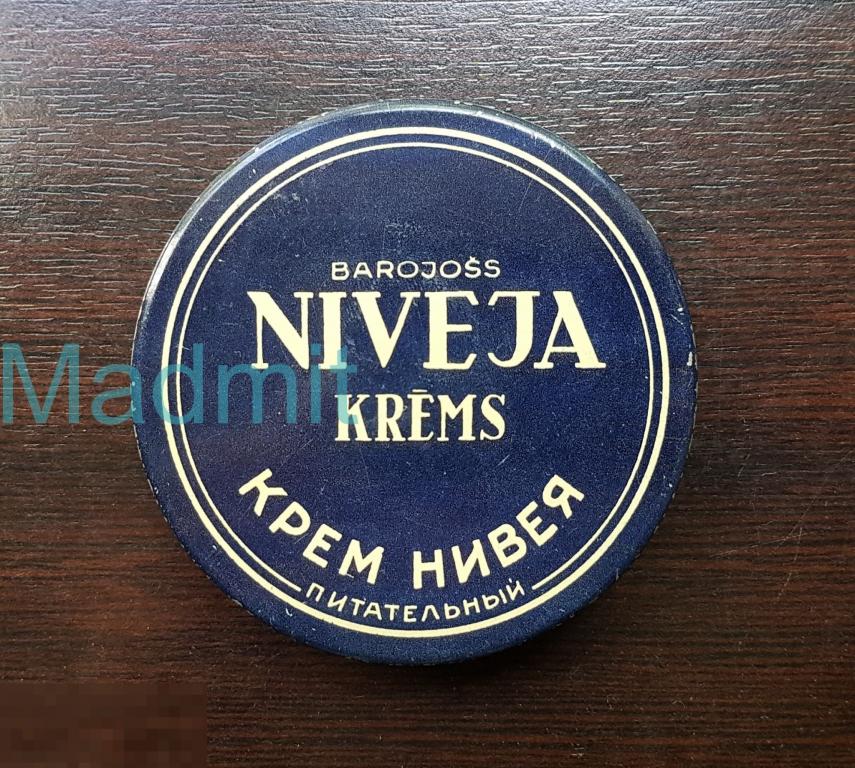 BAROJOŠS
NIVEJA
KRĒMS
КРЕМ НИВЕЯ
ПИТАТЕЛЬНЫЙ
Madmit